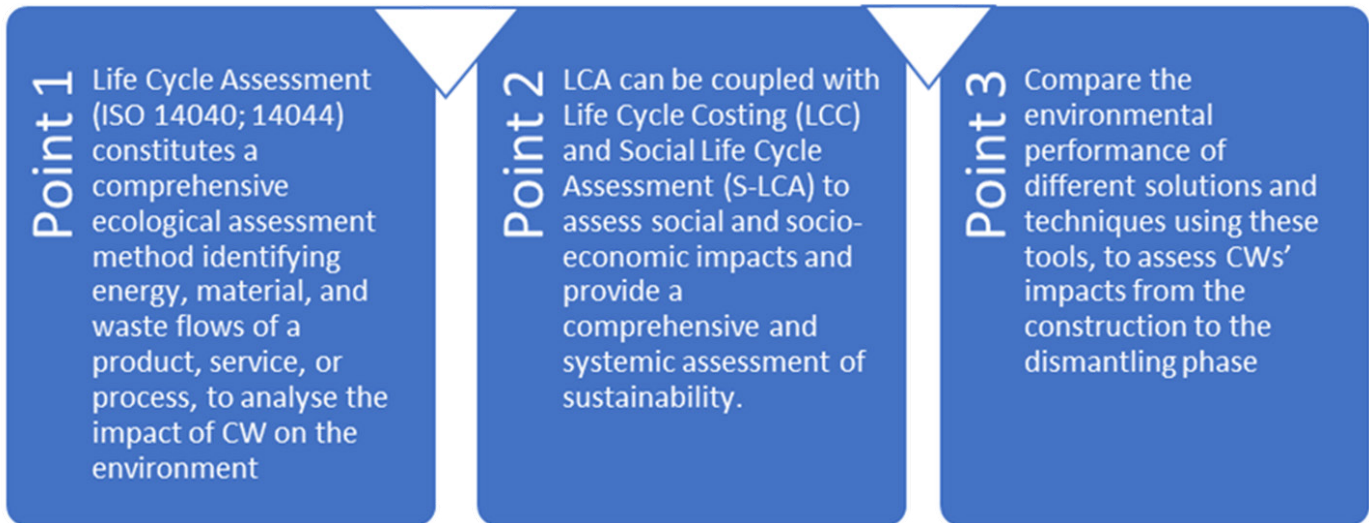 Point 1
Life Cycle Assessment
(ISO 14040; 14044)
constitutes a
comprehensive
ecological assessment
method identifying
energy, material, and
waste flows of a
product, service, or
process, to analyse the
impact of CW on the
environment
Point 2
LCA can be coupled with
Life Cycle Costing (LCC)
and Social Life Cycle
Assessment (S-LCA) to
assess social and socio-
economic impacts and
provide a
comprehensive and
systemic assessment of
sustainability.
Point 3
Compare the
environmental
performance of
different solutions and
techniques using these
tools, to assess CWs’
impacts from the
construction to the
dismantling phase